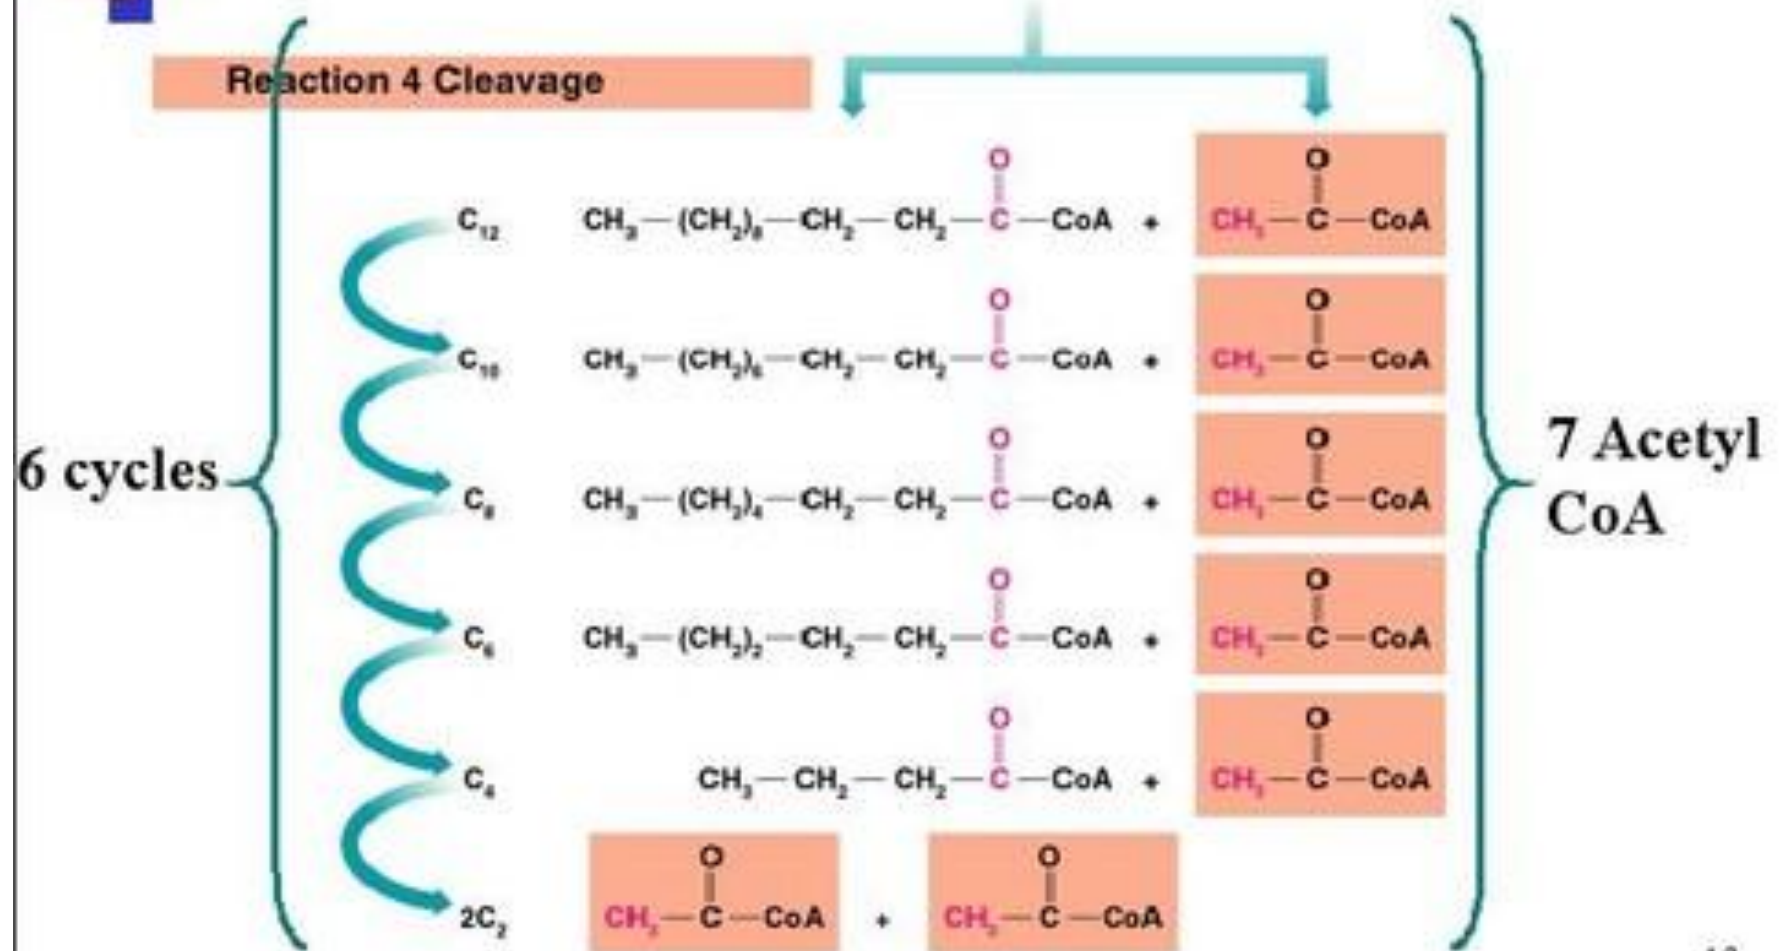 Reaction 4 Cleavage
O O
C₁₂ CH₃—(CH₂)₈—CH₂—CH₂—C—CoA + CH₃—C—CoA
O O
C₁₀ CH₃—(CH₂)₆—CH₂—CH₂—C—CoA + CH₃—C—CoA
O O
6 cycles
7 Acetyl
CoA
C₈ CH₃—(CH₂)₄—CH₂—CH₂—C—CoA + CH₃—C—CoA
O O
C₆ CH₃—(CH₂)₂—CH₂—CH₂—C—CoA + CH₃—C—CoA
O O
C₄ CH₃—CH₂—CH₂—C—CoA + CH₃—C—CoA
O O
2C₂ CH₃—C—CoA + CH₃—C—CoA